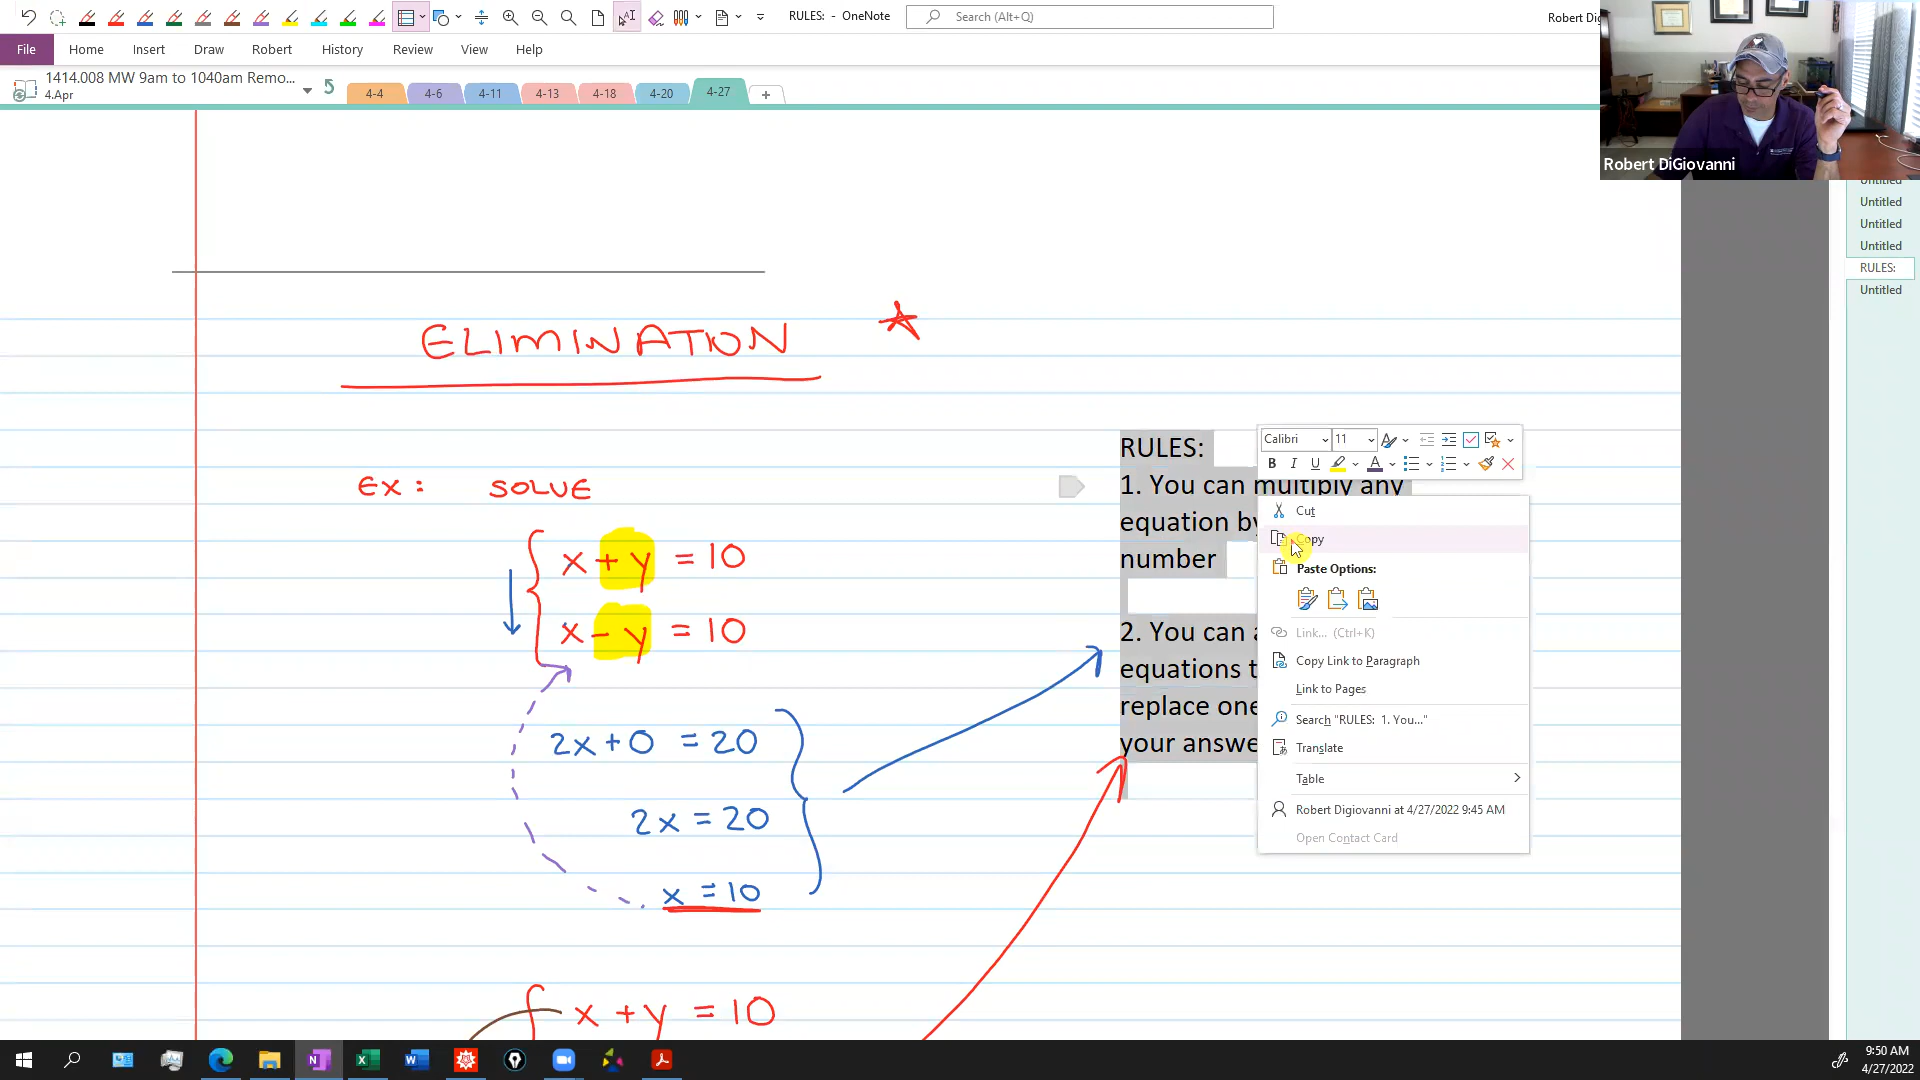 RULES: - OneNote
Search (Alt+Q)
File
Home
Insert
Draw
Robert
History
Review
View
Help
1414.008 MW 9am to 1040am Remo...
4.Apr
4-4
4-6
4-11
4-13
4-18
4-20
4-27
Robert DiGiovanni
Untitled
Untitled
Untitled
Untitled
RULES:
Untitled
ELIMINATION
EX: SOLVE
x + y = 10
x - y = 10
2x + 0 = 20
2x = 20
x = 10
x + y = 10
RULES:
1. You can multiply any
equation by
number
2. You can
equations
replace one
your
Calibri
11
B I U
Cut
Copy
Paste Options:
Link... (Ctrl+K)
Copy Link to Paragraph
Link to Pages
Search "RULES: 1. You..."
Translate
Table
Robert Digiovanni at 4/27/2022 9:45 AM
Open Contact Card
9:50 AM
4/27/2022